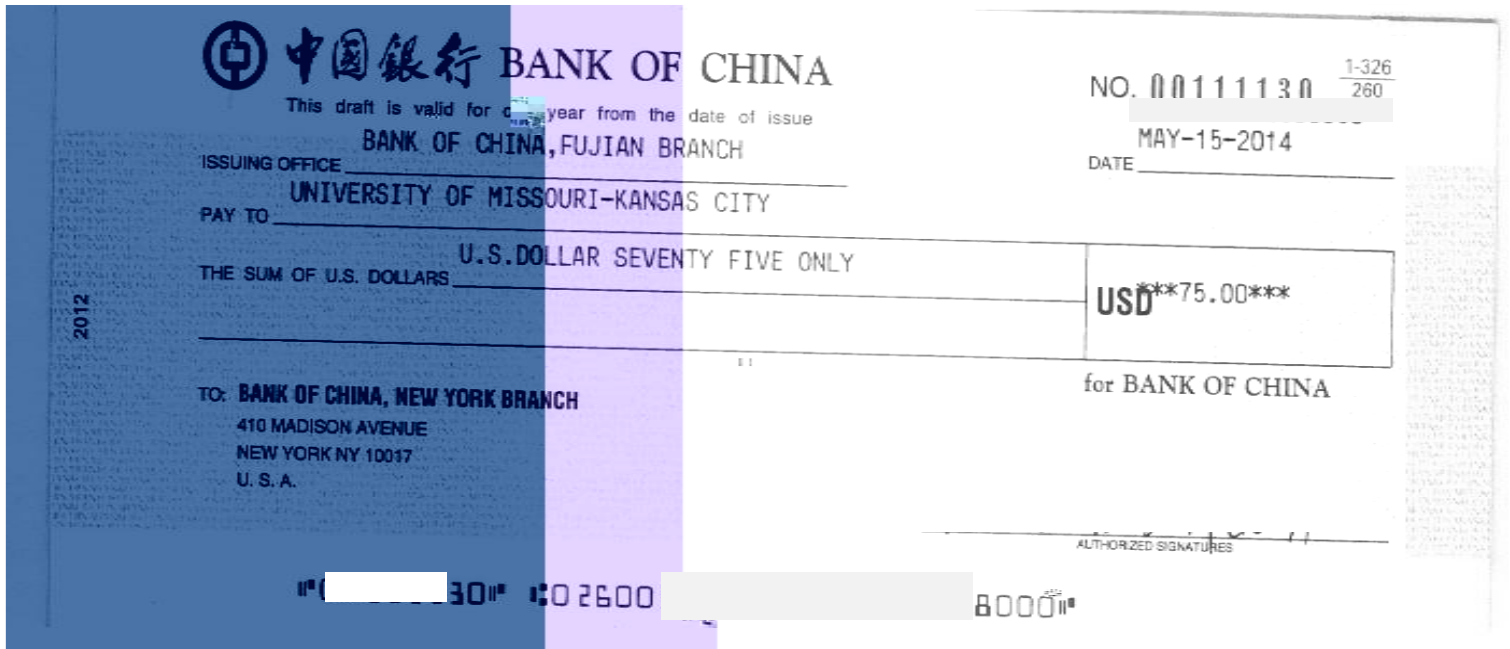 中国銀行 BANK OF CHINA
This draft is valid for year from the date of issue
NO. 00111130 1-326
260
BANK OF CHINA,FUJIAN BRANCH
ISSUING OFFICE
MAY-15-2014
DATE
UNIVERSITY OF MISSOURI-KANSAS CITY
PAY TO
U.S.DOLLAR SEVENTY FIVE ONLY
THE SUM OF U.S. DOLLARS
USD***75.00***
2012
for BANK OF CHINA
TO: BANK OF CHINA, NEW YORK BRANCH
410 MADISON AVENUE
NEW YORK NY 10017
U. S. A.
AUTHORIZED SIGNATURES
30⑈ ⑆02600 8000⑈